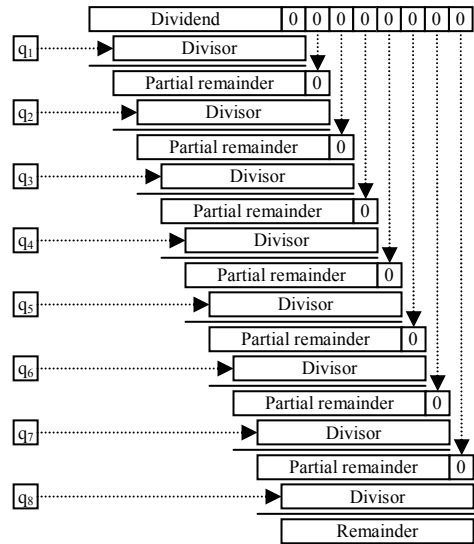 Dividend 0 0 0 0 0 0 0 0
q₁ Divisor
Partial remainder 0
q₂ Divisor
Partial remainder 0
q₃ Divisor
Partial remainder 0
q₄ Divisor
Partial remainder 0
q₅ Divisor
Partial remainder 0
q₆ Divisor
Partial remainder 0
q₇ Divisor
Partial remainder 0
q₈ Divisor
Remainder